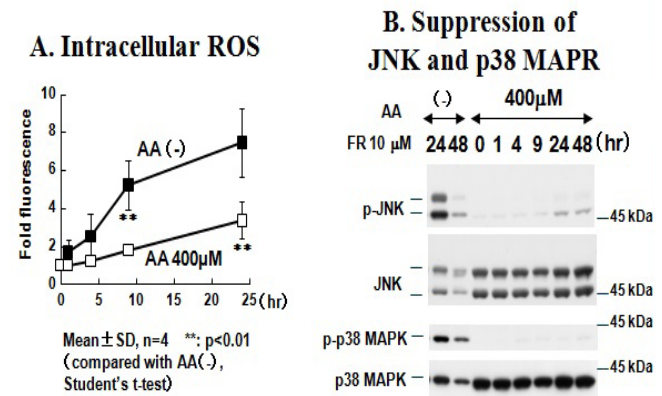 A. Intracellular ROS
Fold fluorescence
10
8
6
4
2
0
AA (-)
**
AA 400μM
**
0 5 10 15 20 25 (hr)
Mean±SD, n=4 **: p<0.01
(compared with AA(-),
Student's t-test)
B. Suppression of
JNK and p38 MAPR
AA (-) 400μM
FR 10 μM 24 48 0 1 4 9 24 48 (hr)
p-JNK
45 kDa
JNK
45 kDa
45 kDa
p-p38 MAPK
45 kDa
p38 MAPK